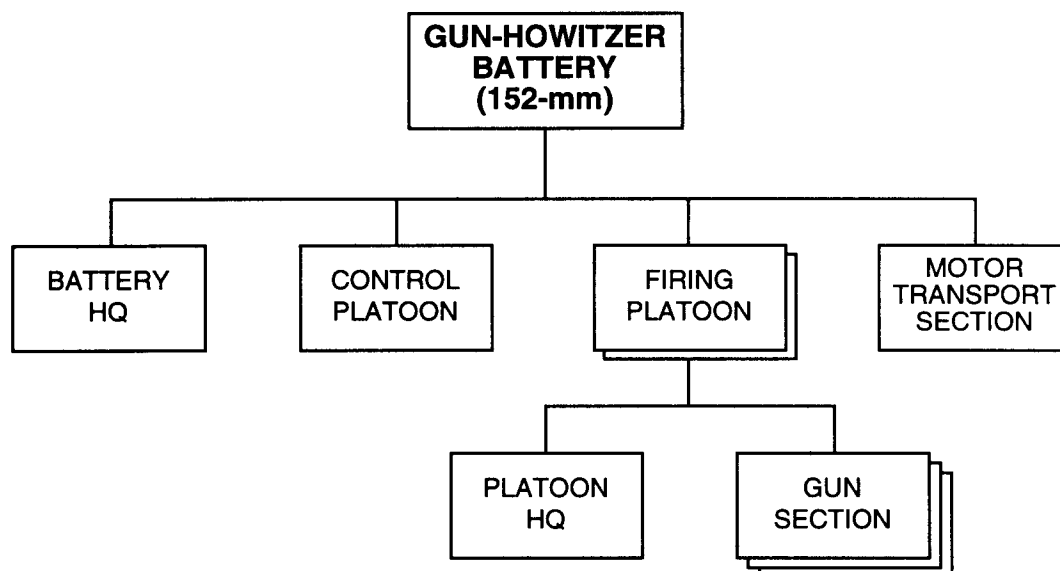 GUN-HOWITZER
BATTERY
(152-mm)
BATTERY
HQ
CONTROL
PLATOON
FIRING
PLATOON
MOTOR
TRANSPORT
SECTION
PLATOON
HQ
GUN
SECTION